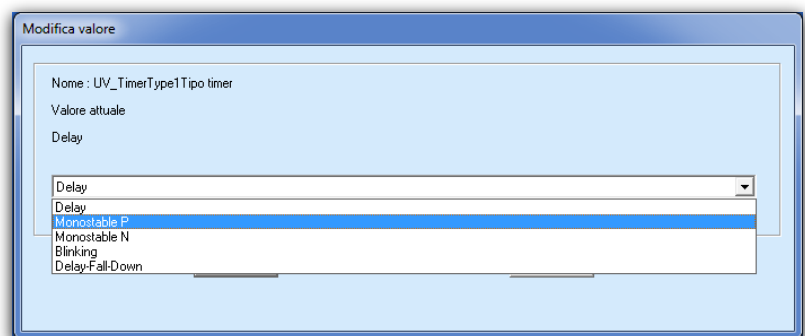 Modifica valore
Nome : UV_TimerType1Tipo timer
Valore attuale
Delay
Delay
Delay
Monostable P
Monostable N
Blinking
Delay-Fall-Down